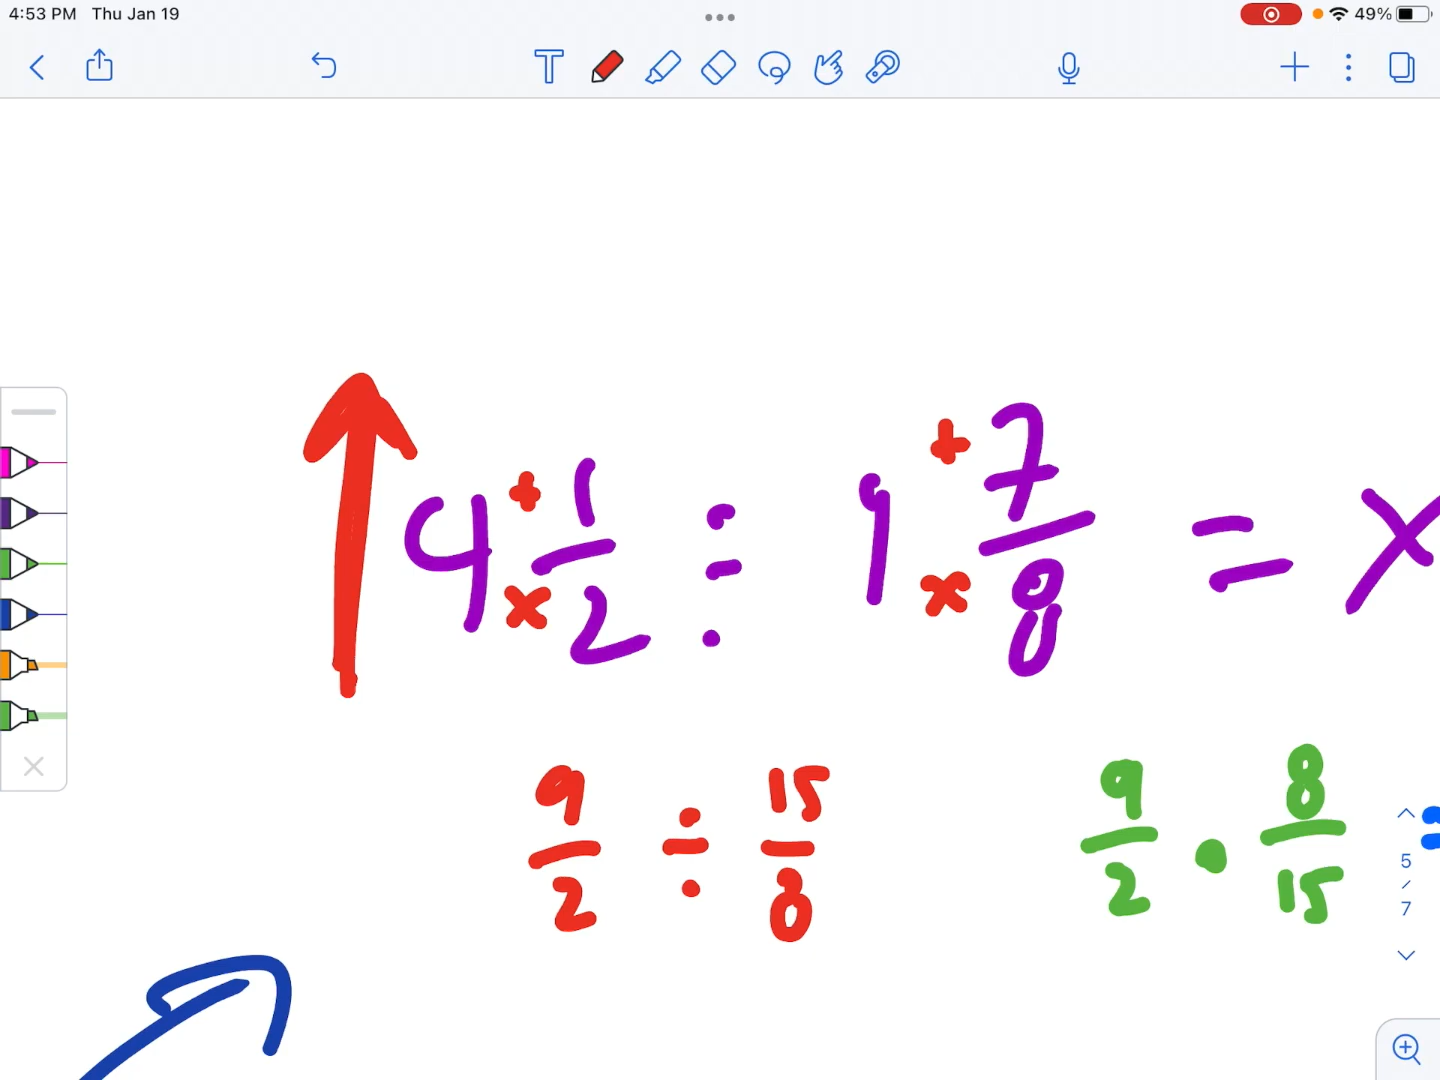 4:53 PM Thu Jan 19
49%
T
4 + 1/2 x ÷ 1 + 7/8 x = x
9/2 ÷ 15/8
9/2 · 8/15
5
/
7